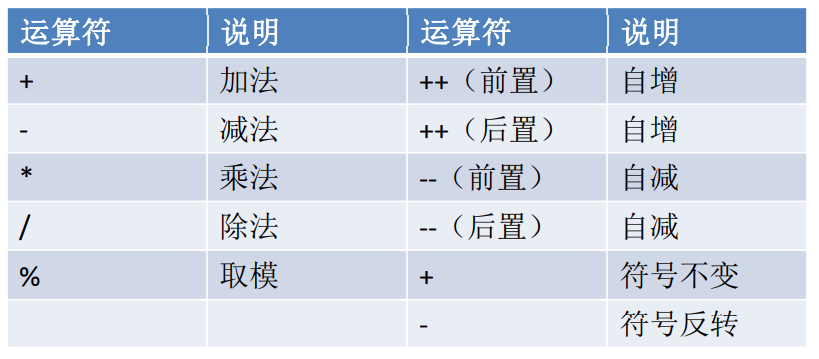 运算符 说明 运算符 说明
+ 加法 ++（前置） 自增
- 减法 ++（后置） 自增
* 乘法 --（前置） 自减
/ 除法 --（后置） 自减
% 取模 + 符号不变
- 符号反转